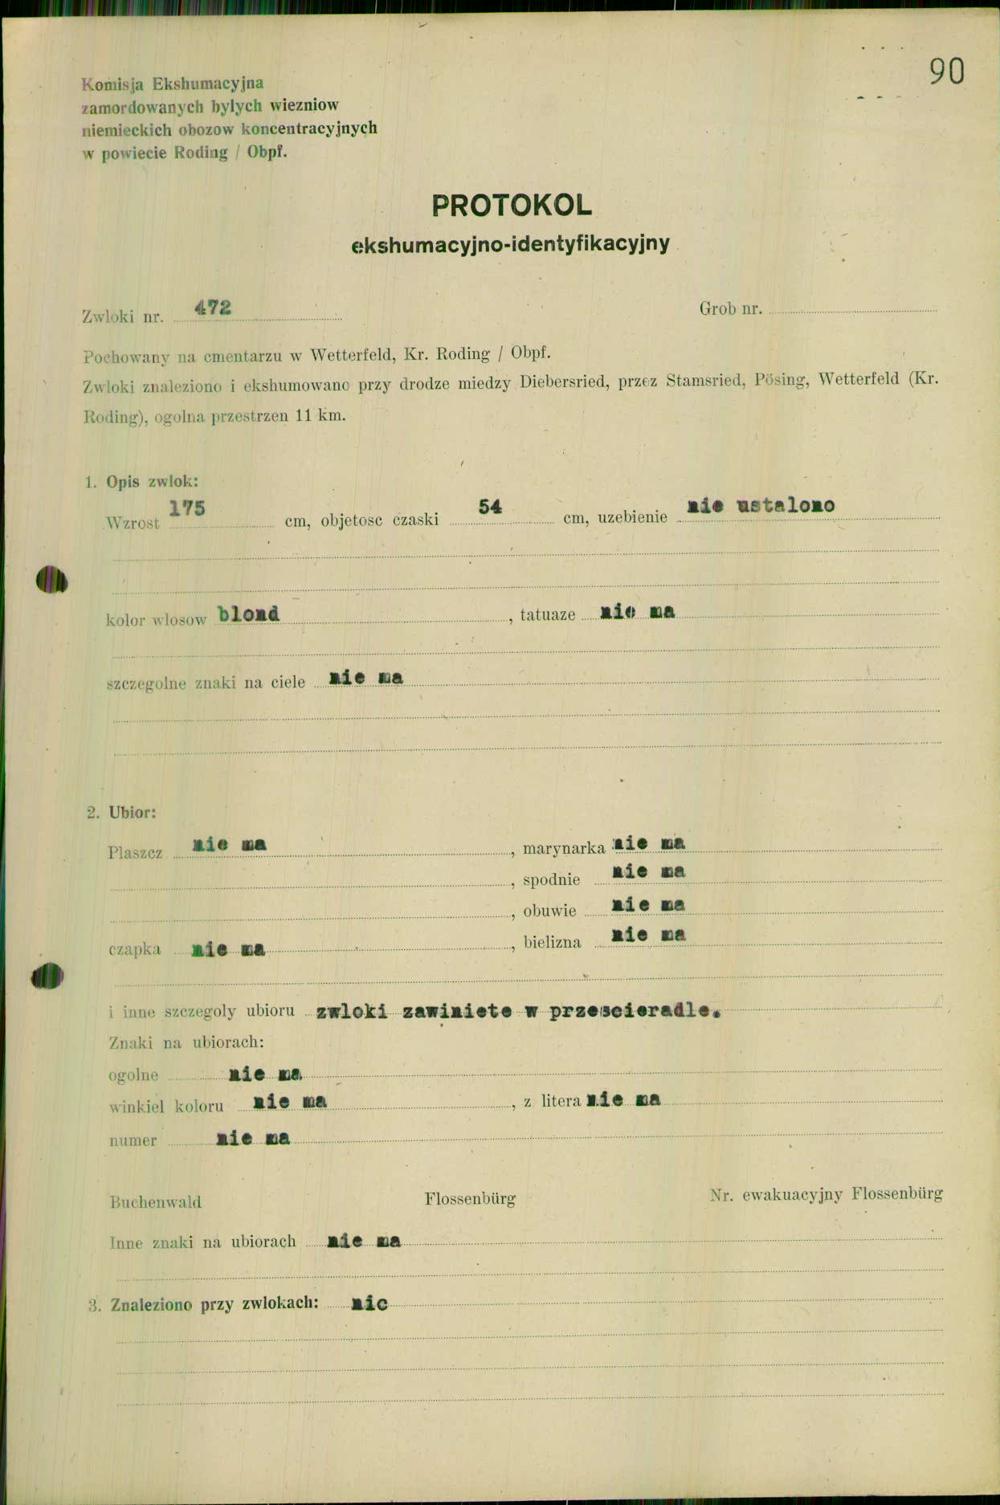 90
Komisja Ekshumacyjna
zamordowanych bylych wiezniow
niemieckich obozow koncentracyjnych
w powiecie Roding / Obpf.
PROTOKOL
ekshumacyjno-identyfikacyjny
Zwloki nr. 472 Grob nr.
Pochowany na cmentarzu w Wetterfeld, Kr. Roding / Obpf.
Zwloki znaleziono i ekshumowano przy drodze miedzy Diebersried, przez Stamsried, Pösing, Wetterfeld (Kr.
Roding), ogolna przestrzen 11 km.
1. Opis zwlok:
Wzrost 175 cm, objetosc czaski 54 cm, uzebienie nie ustalono
kolor wlosow blond , tatuaze nie ma
szczegolne znaki na ciele nie ma
2. Ubior:
Plaszcz nie ma , marynarka nie ma
, spodnie nie ma
, obuwie nie ma
czapka nie ma , bielizna nie ma
i inne szczegoly ubioru zwloki zawiniete w przescieradle.
Znaki na ubiorach:
ogolne nie ma
winkiel koloru nie ma , z litera nie ma
numer nie ma
Buchenwald Flossenbürg Nr. ewakuacyjny Flossenbürg
Inne znaki na ubiorach nie ma
3. Znaleziono przy zwlokach: nic